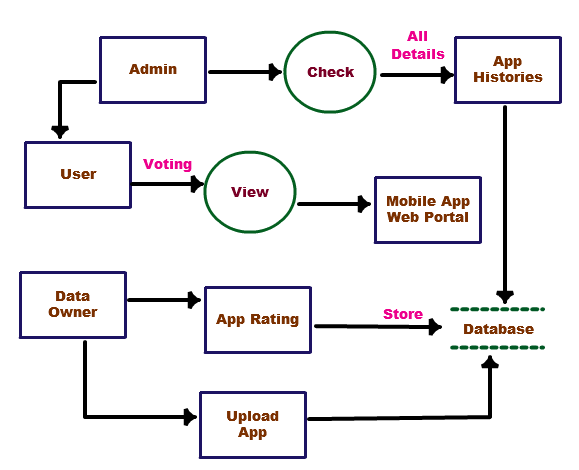 All
Details
Admin
Check
App
Histories
User
Voting
View
Mobile App
Web Portal
Data
Owner
App Rating
Store
Database
Upload
App